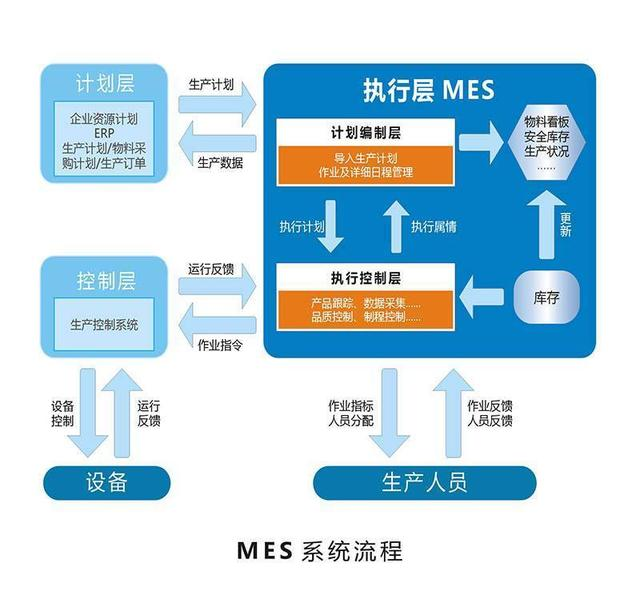 计划层
企业资源计划
ERP
生产计划/物料采
购计划/生产订单
生产计划
生产数据
执行层 MES
计划编制层
导入生产计划
作业及详细日程管理
物料看板
安全库存
生产状况
……
执行计划
执行属情
更新
控制层
生产控制系统
运行反馈
作业指令
执行控制层
产品跟踪、数据采集……
品质控制、制程控制……
库存
设备
控制
运行
反馈
作业指标
人员分配
作业反馈
人员反馈
设备
生产人员
MES 系统流程